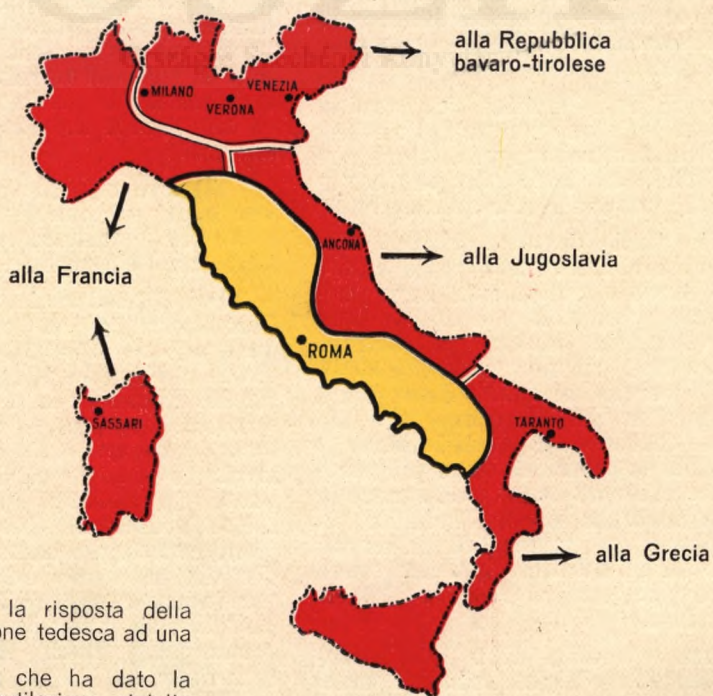 alla Repubblica
bavaro-tirolese
MILANO
VENEZIA
VERONA
ANCONA
alla Jugoslavia
alla Francia
ROMA
SASSARI
TARANTO
alla Grecia
la risposta della
tedesca ad una
che ha dato la